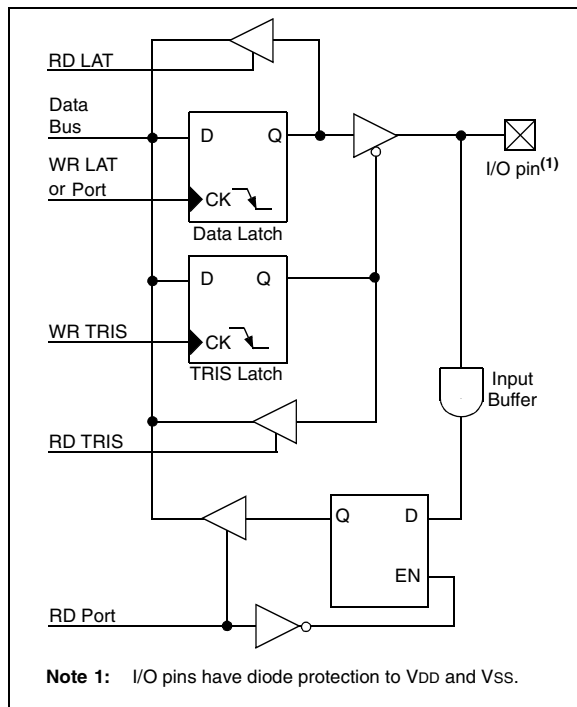 RD LAT
Data
Bus
D Q
WR LAT
or Port
CK
I/O pin(1)
Data Latch
D Q
WR TRIS
CK
TRIS Latch
Input
Buffer
RD TRIS
Q D
EN
RD Port
Note 1: I/O pins have diode protection to VDD and VSS.